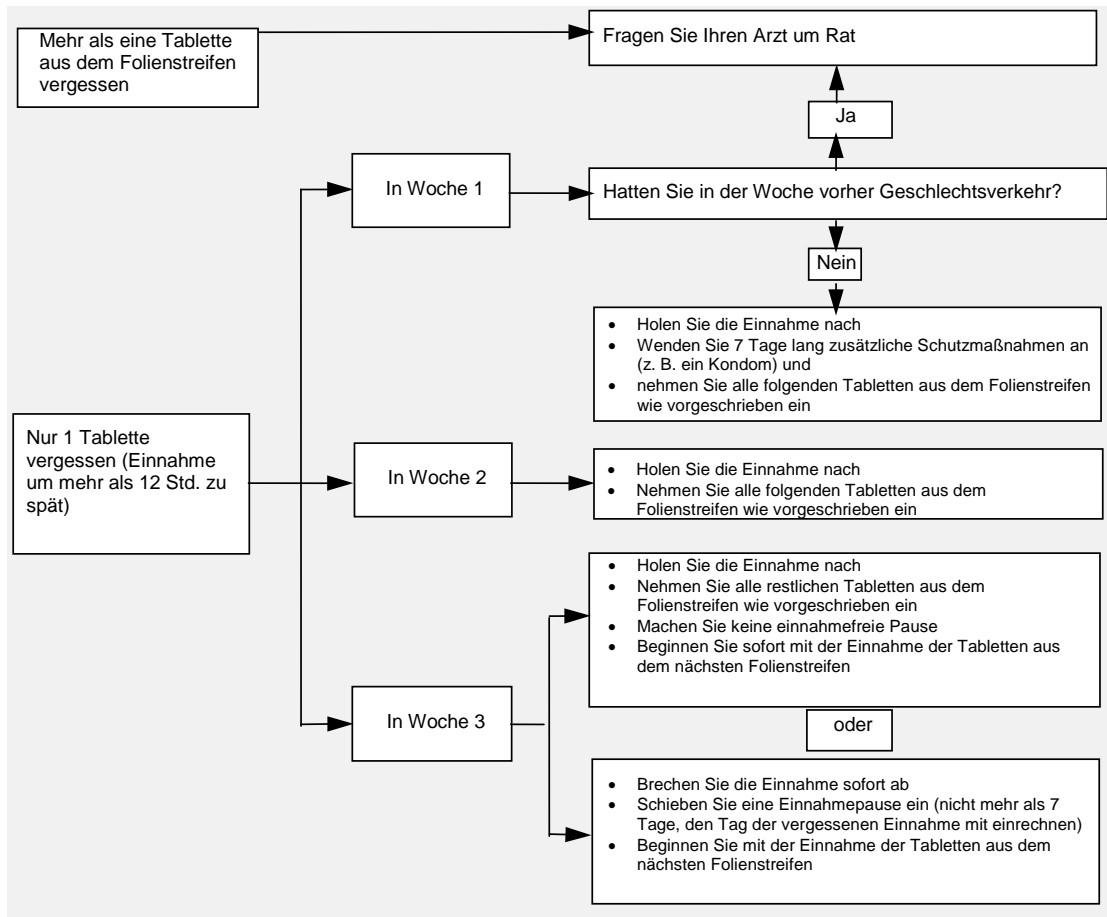 Mehr als eine Tablette
aus dem Folienstreifen
vergessen
Fragen Sie Ihren Arzt um Rat
Ja
In Woche 1
Hatten Sie in der Woche vorher Geschlechtsverkehr?
Nein
• Holen Sie die Einnahme nach
• Wenden Sie 7 Tage lang zusätzliche Schutzmaßnahmen an
(z. B. ein Kondom) und
• nehmen Sie alle folgenden Tabletten aus dem Folienstreifen
wie vorgeschrieben ein
Nur 1 Tablette
vergessen (Einnahme
um mehr als 12 Std. zu
spät)
In Woche 2
• Holen Sie die Einnahme nach
• Nehmen Sie alle folgenden Tabletten aus dem
Folienstreifen wie vorgeschrieben ein
• Holen Sie die Einnahme nach
• Nehmen Sie alle restlichen Tabletten aus dem
Folienstreifen wie vorgeschrieben ein
• Machen Sie keine einnahmefreie Pause
• Beginnen Sie sofort mit der Einnahme der Tabletten aus
dem nächsten Folienstreifen
In Woche 3
oder
• Brechen Sie die Einnahme sofort ab
• Schieben Sie eine Einnahmepause ein (nicht mehr als 7
Tage, den Tag der vergessenen Einnahme mit einrechnen)
• Beginnen Sie mit der Einnahme der Tabletten aus dem
nächsten Folienstreifen